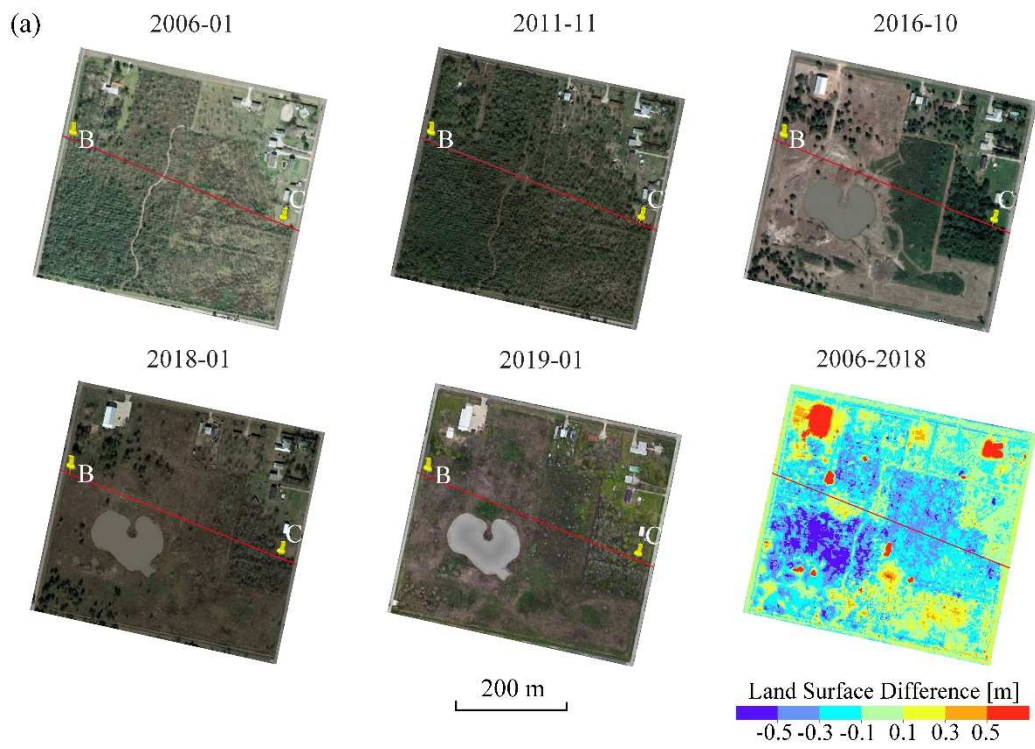 (a) 2006-01 2011-11 2016-10
B B B
C C C
2018-01 2019-01 2006-2018
B B
C C
200 m
Land Surface Difference [m]
-0.5 -0.3 -0.1 0.1 0.3 0.5